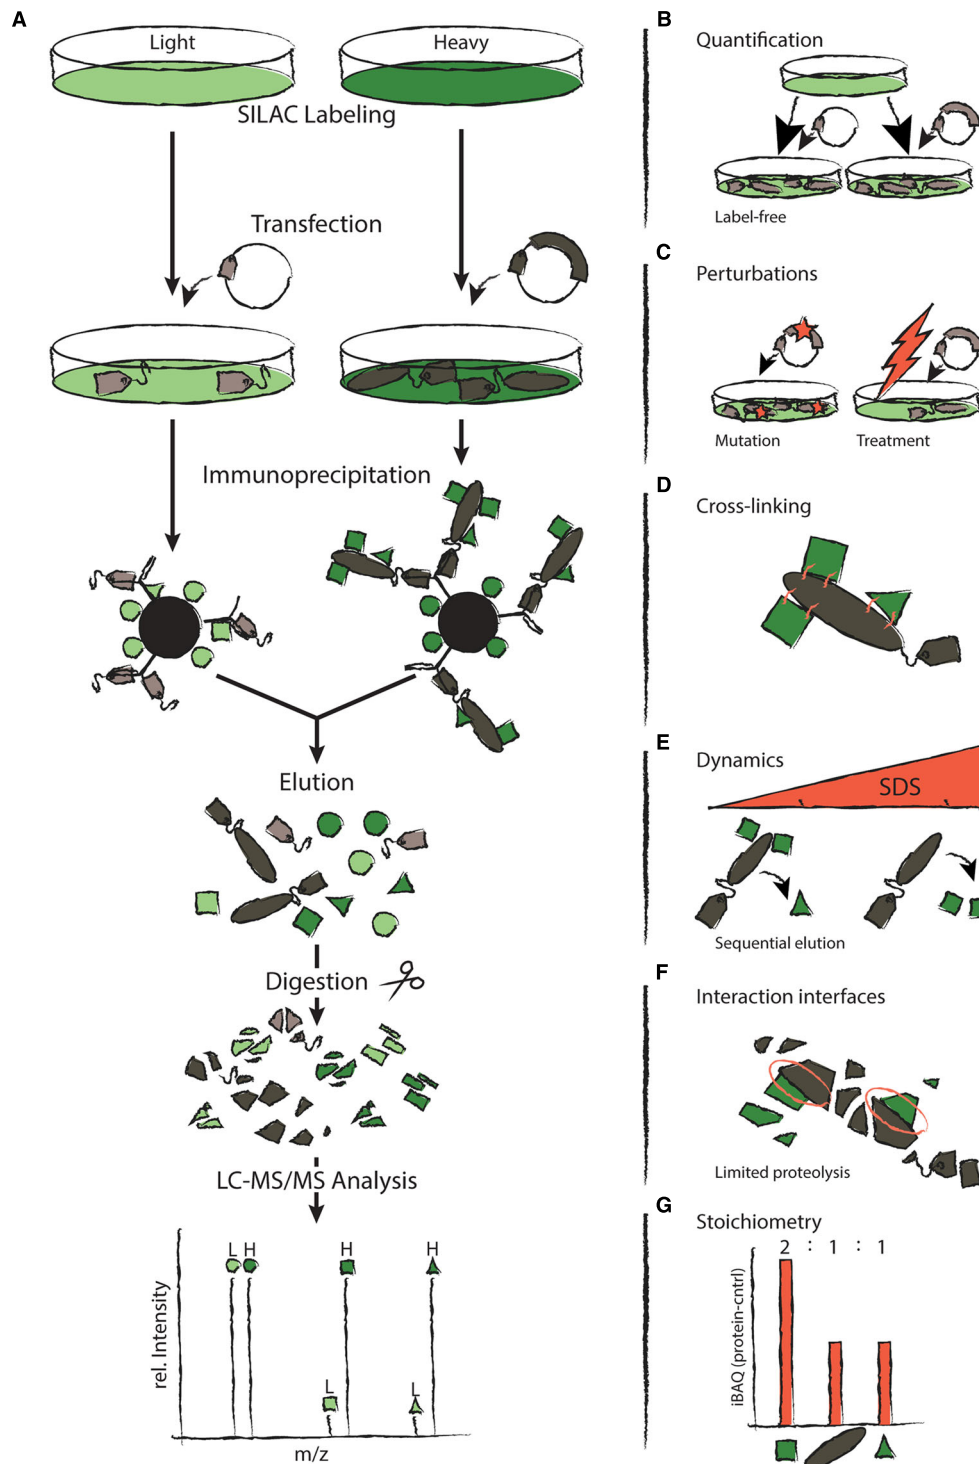 A
Light
Heavy
SILAC Labeling
Transfection
Immunoprecipitation
Elution
Digestion
LC-MS/MS Analysis
rel. Intensity
L H
H
H
L
L
m/z
B
Quantification
Label-free
C
Perturbations
Mutation
Treatment
D
Cross-linking
E
Dynamics
SDS
Sequential elution
F
Interaction interfaces
Limited proteolysis
G
Stoichiometry
2 : 1 : 1
iBAQ (protein-cntrl)